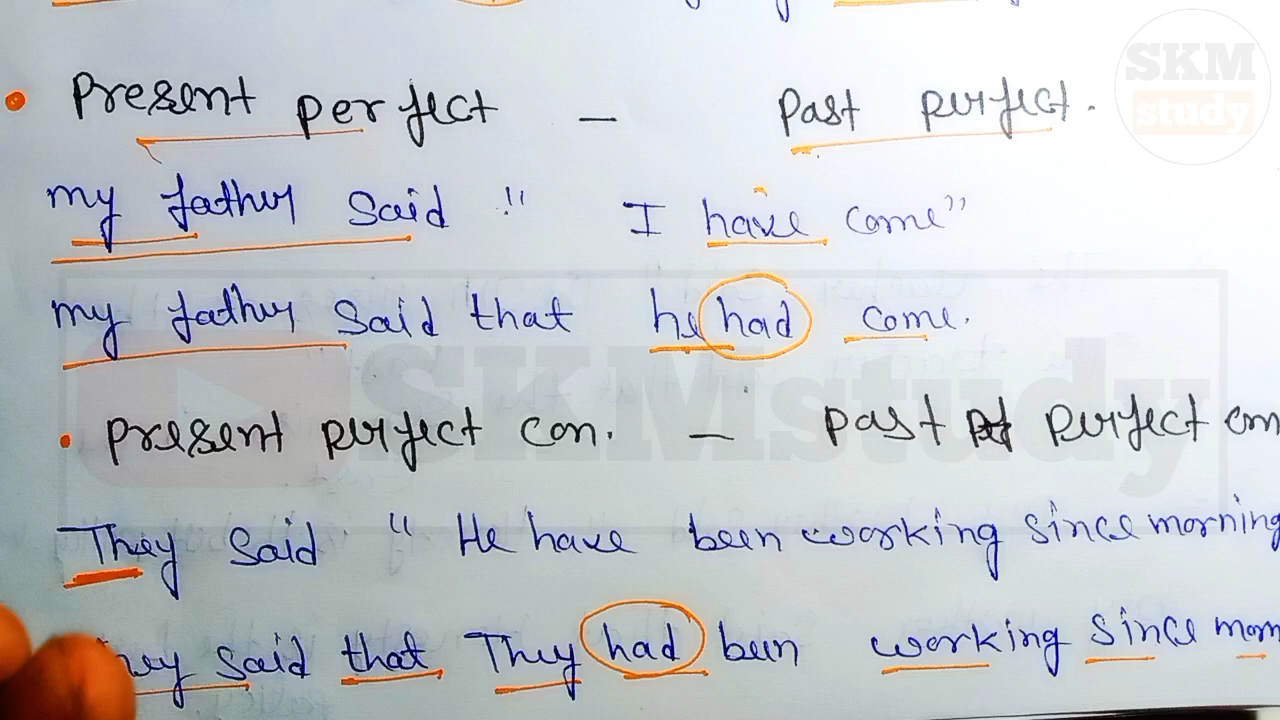 SKM
study
• Present perfect – Past perfect.
my father said " I have come"
my father said that he had come.
SKMstudy
• Present perfect con. – Past perfect con
They said " He have been working since morning
They said that They had been working since morn